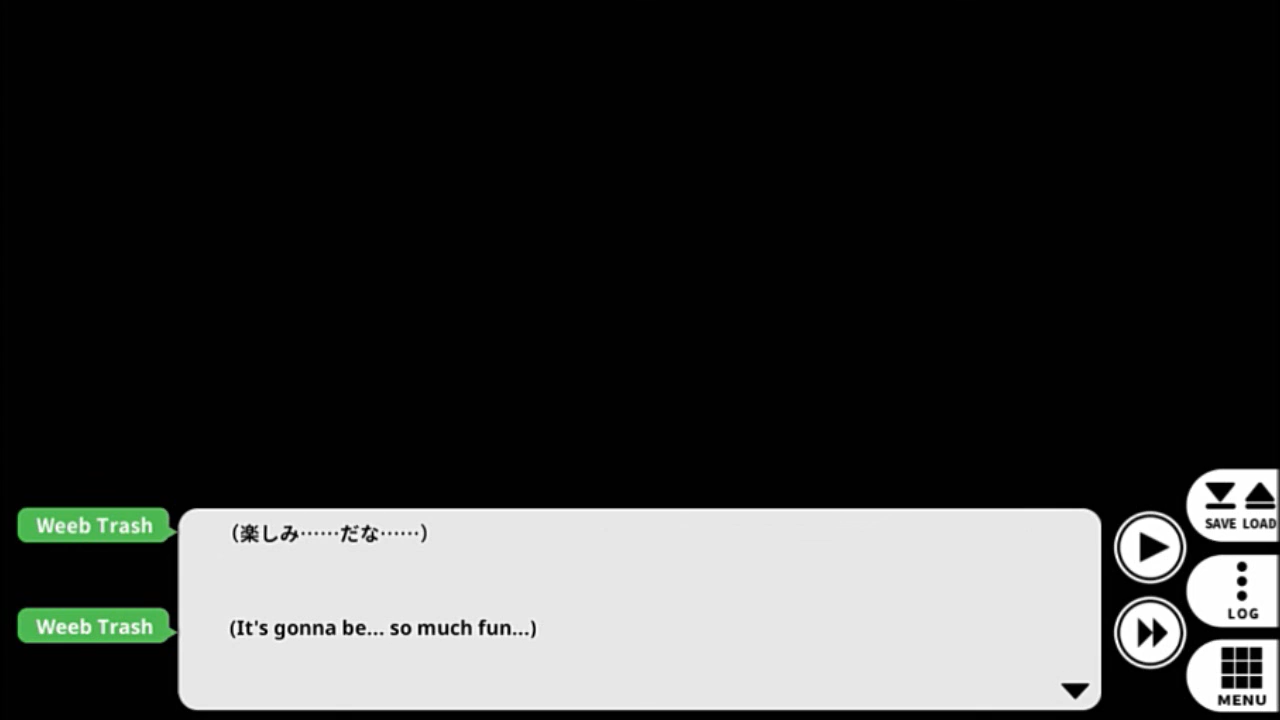 Weeb Trash
（楽しみ……だな……）
Weeb Trash
(It's gonna be... so much fun...)
SAVE LOAD
LOG
MENU